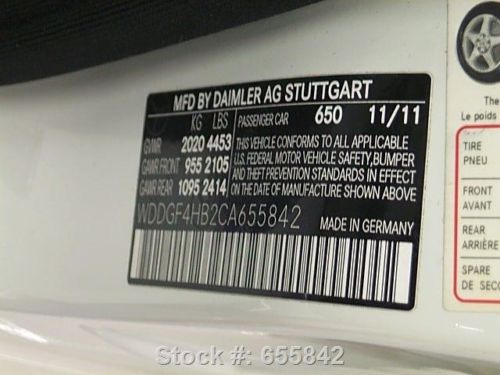 MFD BY DAIMLER AG STUTTGART
KG LBS PASSENGER CAR 650 11/11
GVWR 2020 4453 THIS VEHICLE CONFORMS TO ALL APPLICABLE
GAWR FRONT 955 2105 U.S. FEDERAL MOTOR VEHICLE SAFETY, BUMPER
GAWR REAR 1095 2414 AND THEFT PREVENTION STANDARDS IN EFFECT
ON THE DATE OF MANUFACTURE SHOWN ABOVE.
WDDGF4HB2CA655842 MADE IN GERMANY
The
Le poids
TIRE
PNEU
FRONT
AVANT
REAR
ARRIÈRE
SPARE
DE SEC
Stock #: 655842